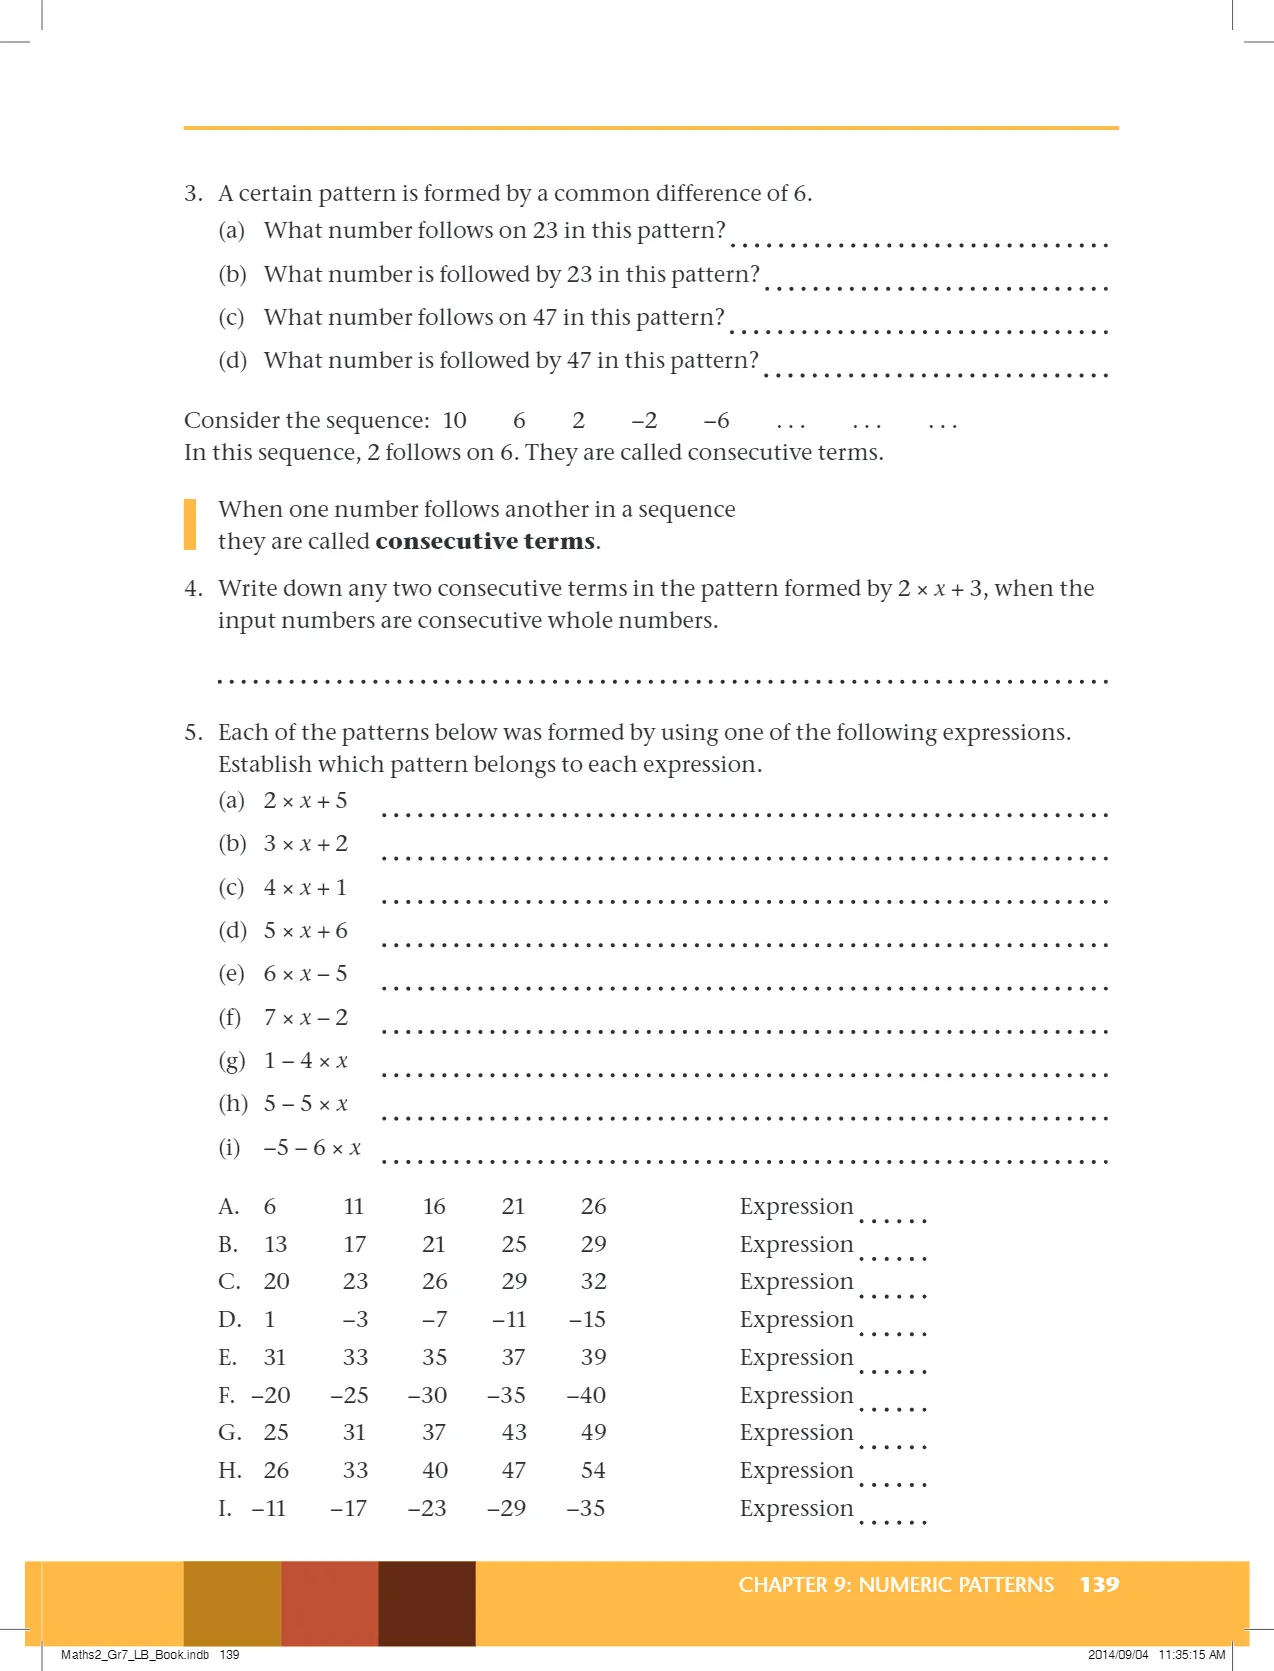 3. A certain pattern is formed by a common difference of 6.
(a) What number follows on 23 in this pattern?
(b) What number is followed by 23 in this pattern?
(c) What number follows on 47 in this pattern?
(d) What number is followed by 47 in this pattern?
Consider the sequence: 10 6 2 –2 –6 ... ... ...
In this sequence, 2 follows on 6. They are called consecutive terms.
When one number follows another in a sequence
they are called consecutive terms.
4. Write down any two consecutive terms in the pattern formed by 2 × x + 3, when the
input numbers are consecutive whole numbers.
5. Each of the patterns below was formed by using one of the following expressions.
Establish which pattern belongs to each expression.
(a) 2 × x + 5
(b) 3 × x + 2
(c) 4 × x + 1
(d) 5 × x + 6
(e) 6 × x – 5
(f) 7 × x – 2
(g) 1 – 4 × x
(h) 5 – 5 × x
(i) –5 – 6 × x
A. 6 11 16 21 26 Expression
B. 13 17 21 25 29 Expression
C. 20 23 26 29 32 Expression
D. 1 –3 –7 –11 –15 Expression
E. 31 33 35 37 39 Expression
F. –20 –25 –30 –35 –40 Expression
G. 25 31 37 43 49 Expression
H. 26 33 40 47 54 Expression
I. –11 –17 –23 –29 –35 Expression
CHAPTER 9: NUMERIC PATTERNS 139
Maths2_Gr7_LB_Book.indb 139 2014/09/04 11:35:15 AM